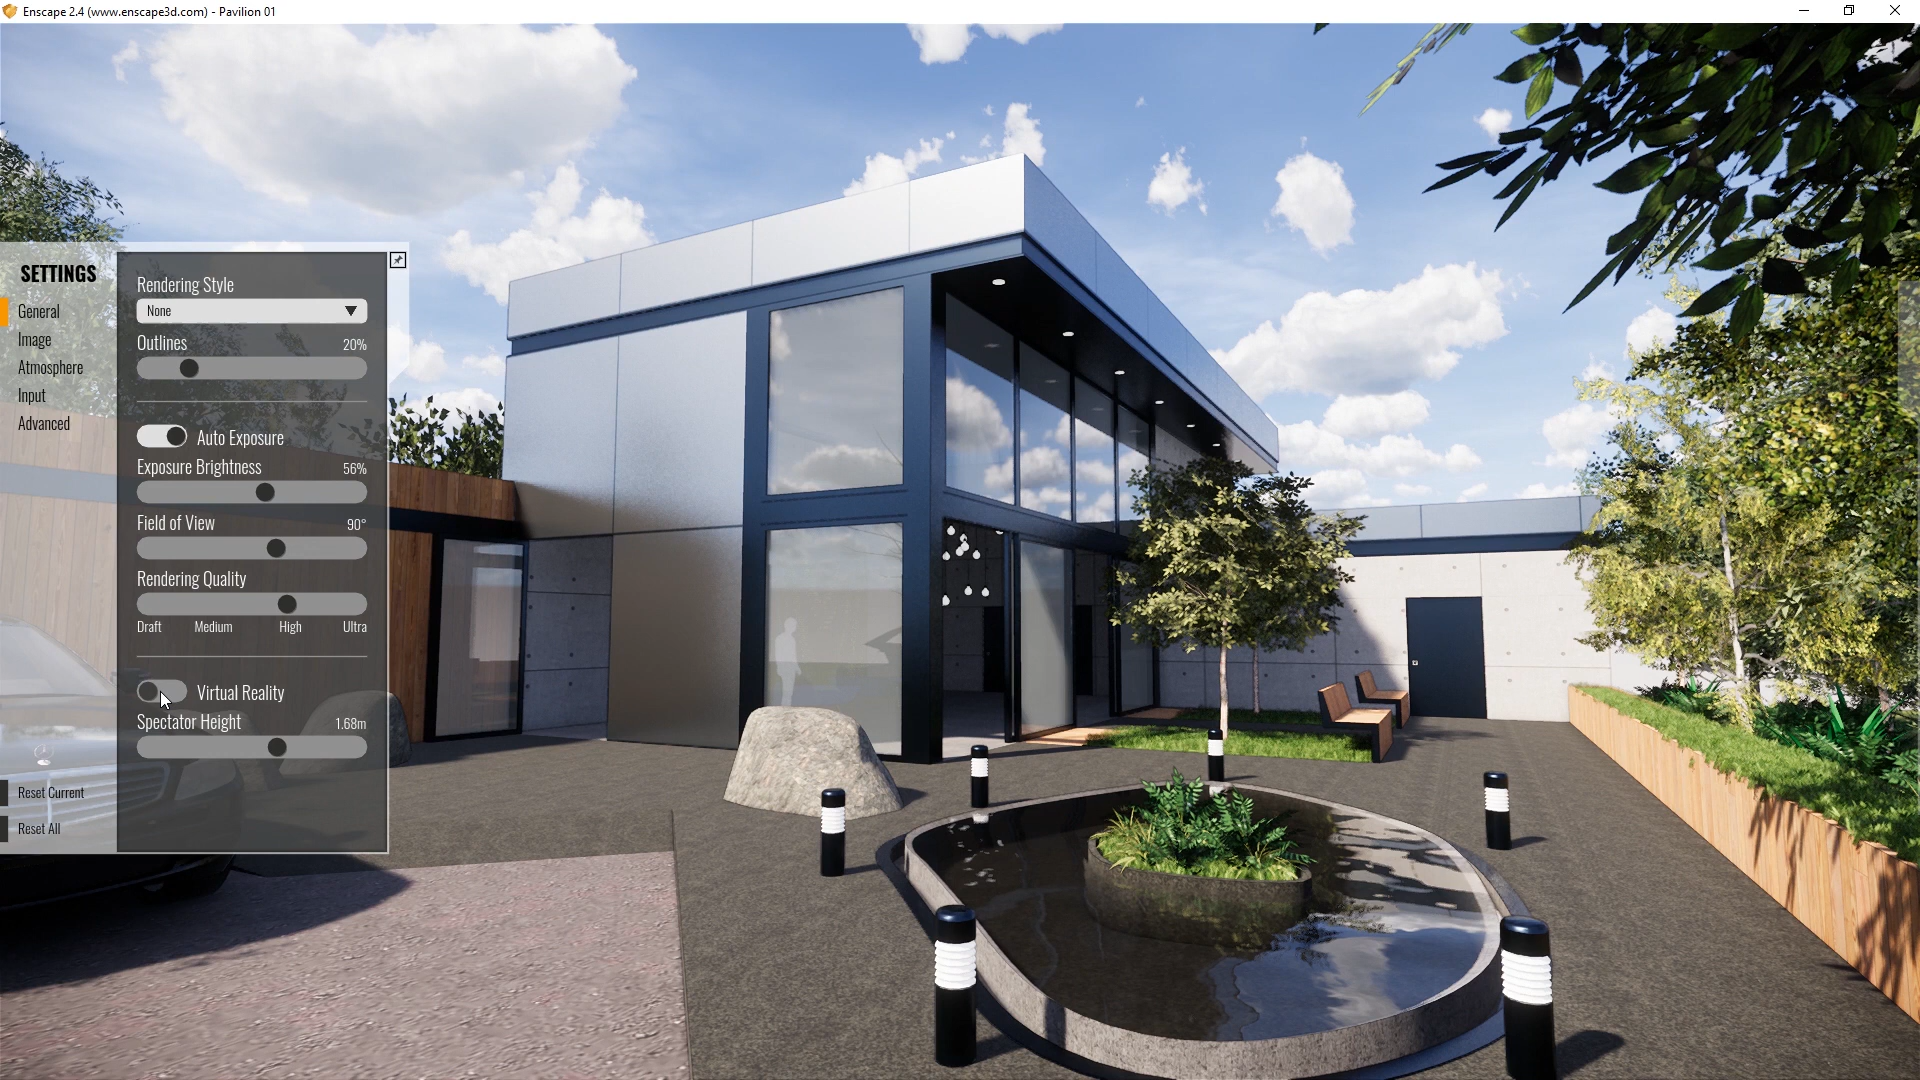 Enscape 2.4 (www.enscape3d.com) - Pavilion 01
SETTINGS
General
Image
Atmosphere
Input
Advanced
Reset Current
Reset All
Rendering Style
None
Outlines 20%
Auto Exposure
Exposure Brightness 56%
Field of View 90°
Rendering Quality
Draft Medium High Ultra
Virtual Reality
Spectator Height 1.68m